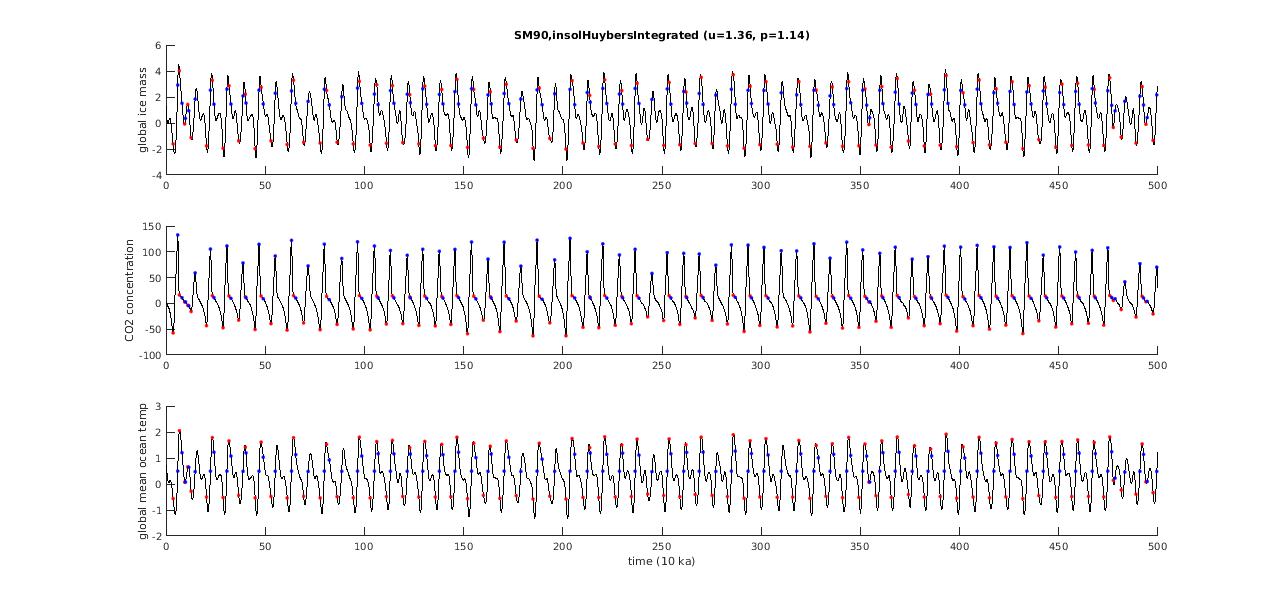 SM90,insolHuybersIntegrated (u=1.36, p=1.14)
global ice mass
6
4
2
0
-2
-4
0 50 100 150 200 250 300 350 400 450 500
CO2 concentration
150
100
50
0
-50
-100
0 50 100 150 200 250 300 350 400 450 500
global mean ocean temp
3
2
1
0
-1
-2
0 50 100 150 200 250 300 350 400 450 500
time (10 ka)